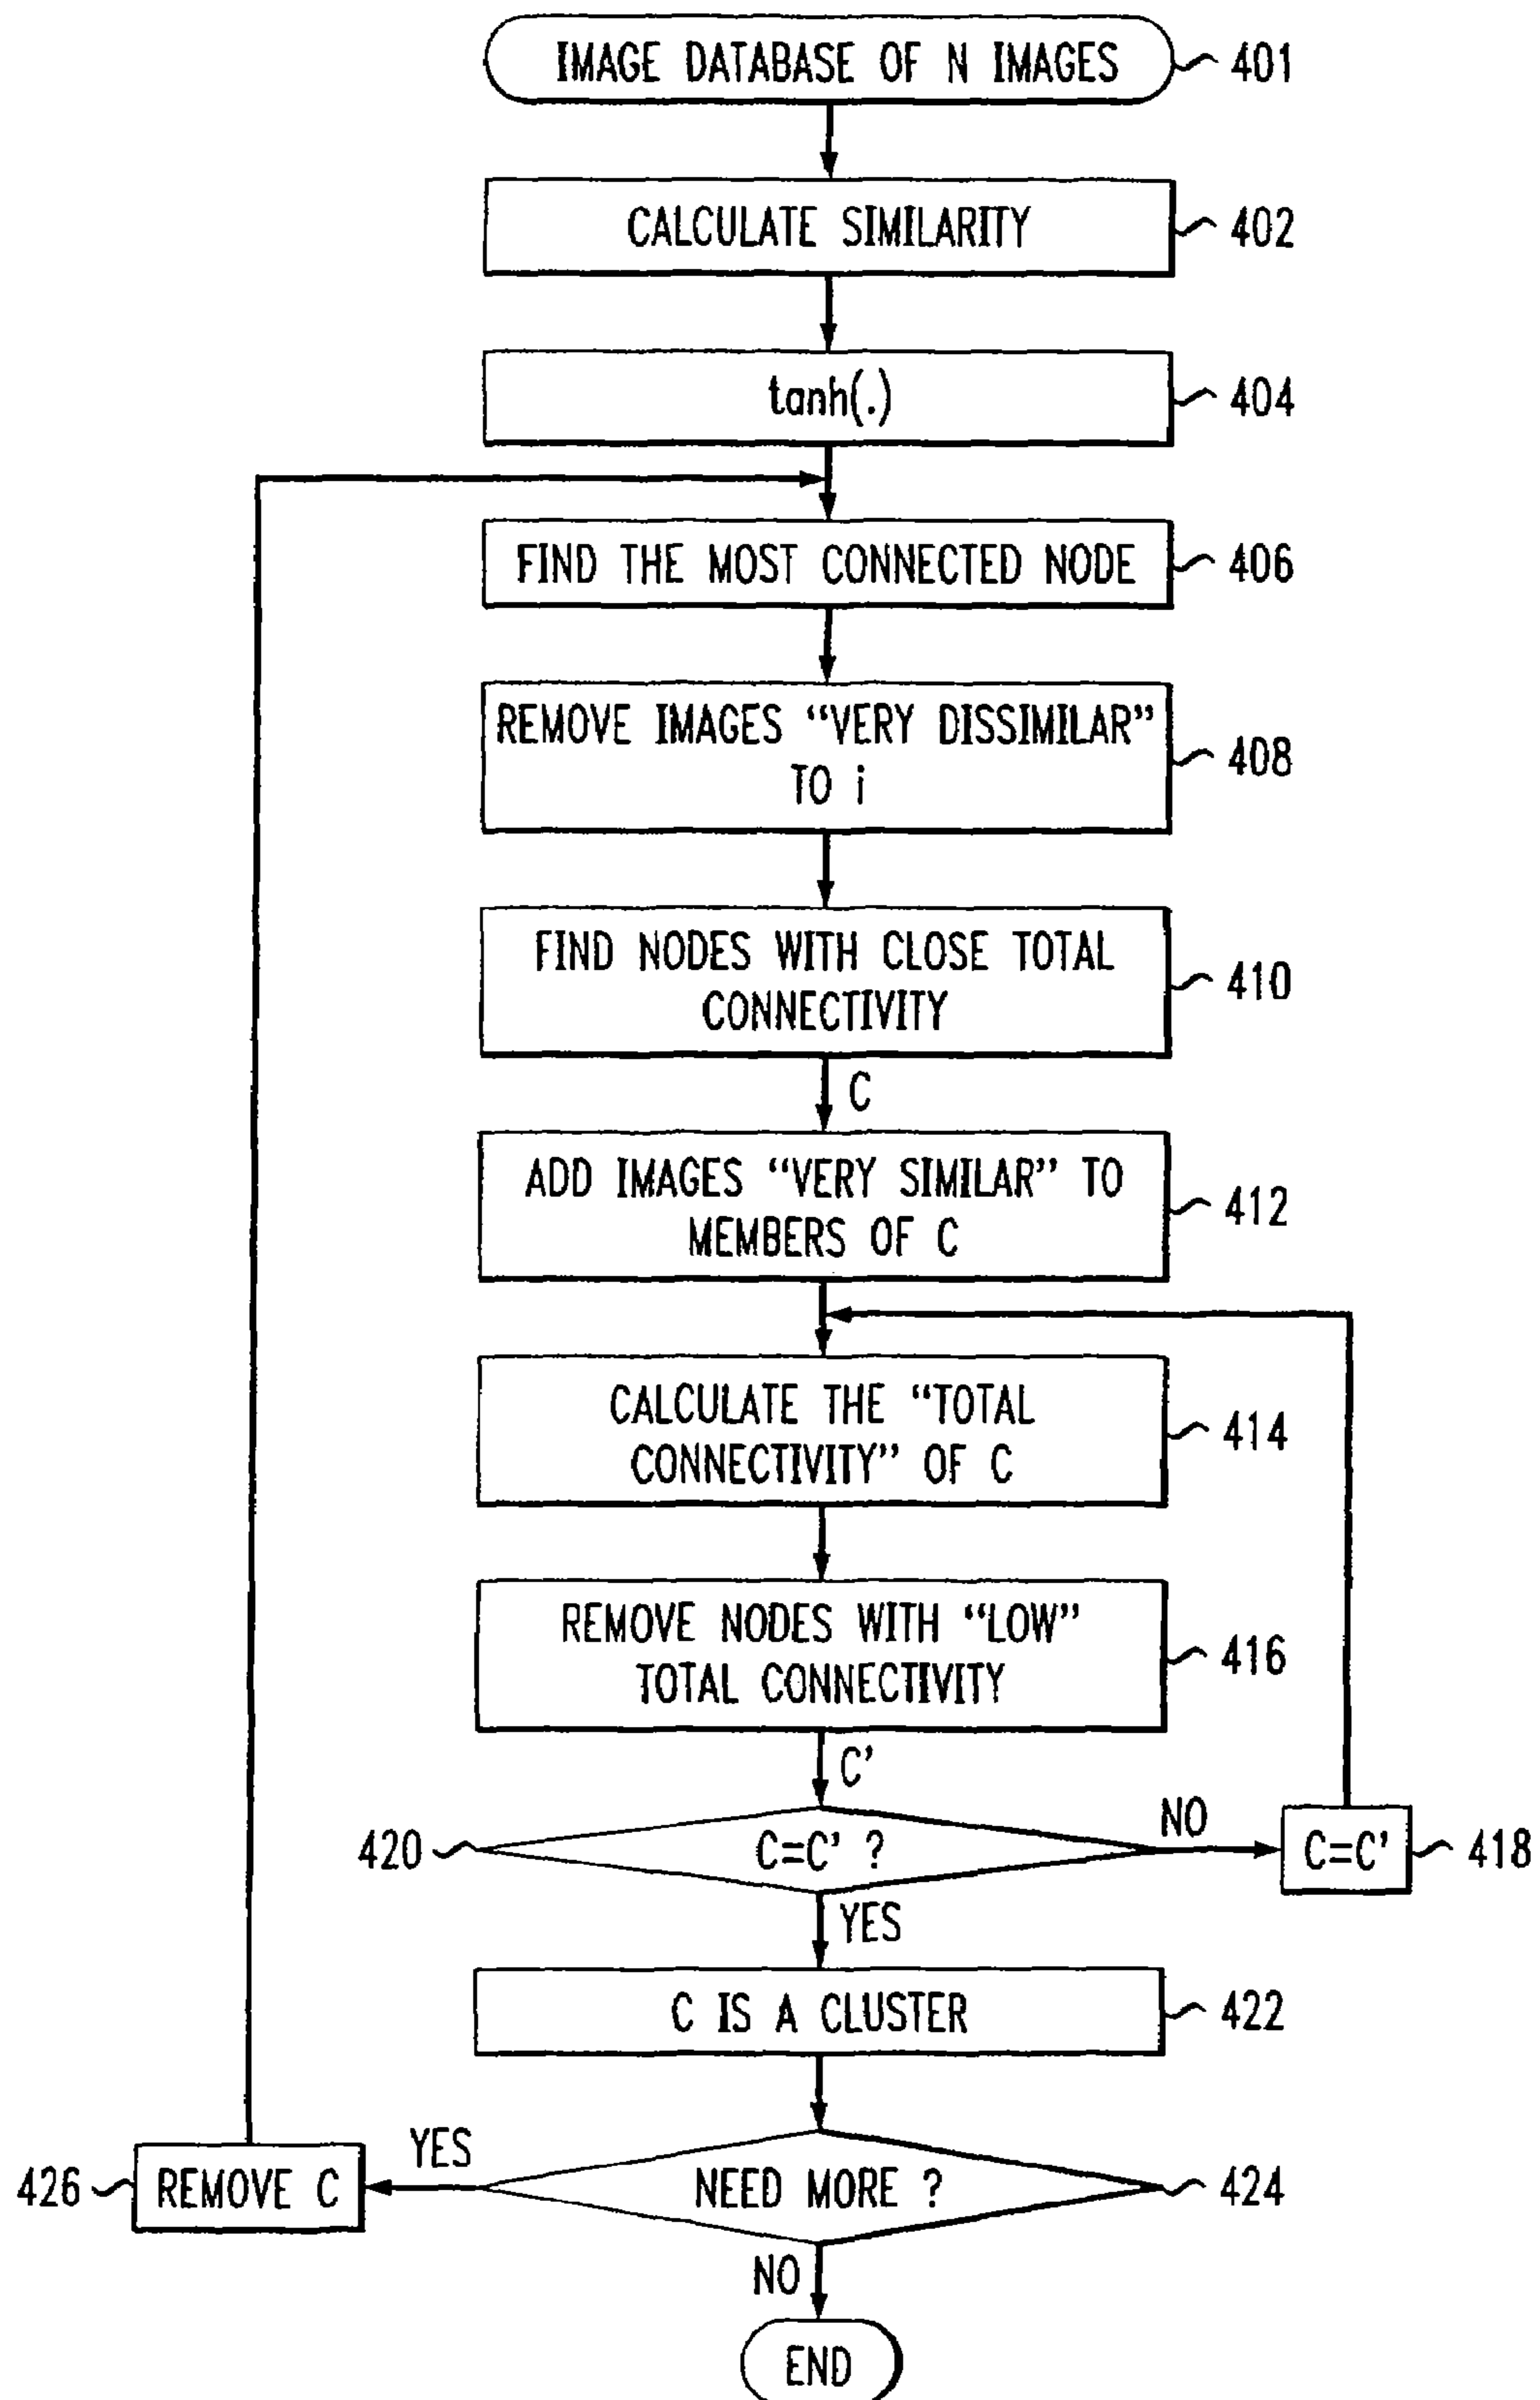 IMAGE DATABASE OF N IMAGES
401
CALCULATE SIMILARITY
402
tanh(.)
404
FIND THE MOST CONNECTED NODE
406
REMOVE IMAGES “VERY DISSIMILAR”
TO i
408
FIND NODES WITH CLOSE TOTAL
CONNECTIVITY
410
C
ADD IMAGES “VERY SIMILAR” TO
MEMBERS OF C
412
CALCULATE THE “TOTAL
CONNECTIVITY” OF C
414
REMOVE NODES WITH “LOW”
TOTAL CONNECTIVITY
416
C'
420
C=C' ?
NO
C=C'
418
YES
C IS A CLUSTER
422
426
REMOVE C
YES
NEED MORE ?
424
NO
END